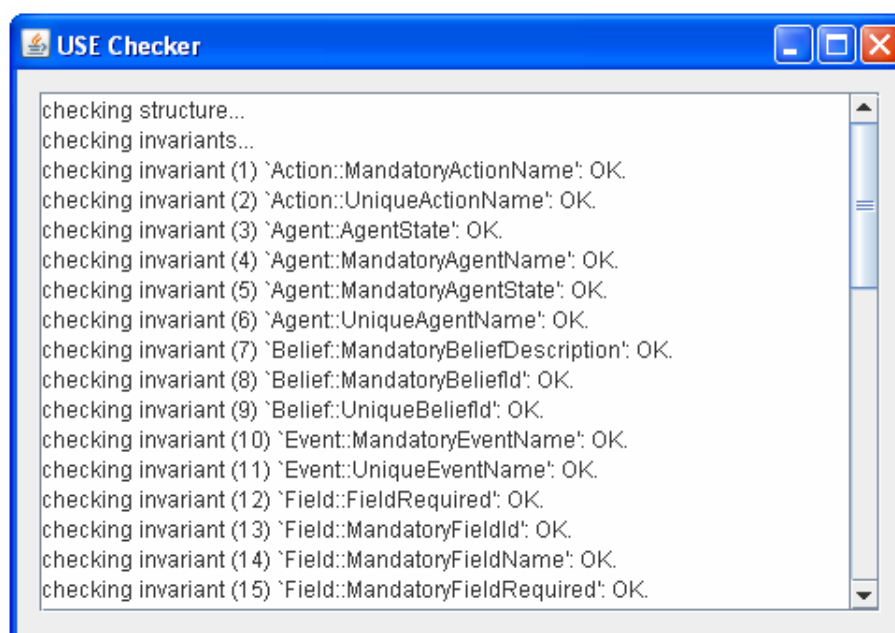 USE Checker
checking structure...
checking invariants...
checking invariant (1) `Action::MandatoryActionName': OK.
checking invariant (2) `Action::UniqueActionName': OK.
checking invariant (3) `Agent::AgentState': OK.
checking invariant (4) `Agent::MandatoryAgentName': OK.
checking invariant (5) `Agent::MandatoryAgentState': OK.
checking invariant (6) `Agent::UniqueAgentName': OK.
checking invariant (7) `Belief::MandatoryBeliefDescription': OK.
checking invariant (8) `Belief::MandatoryBeliefId': OK.
checking invariant (9) `Belief::UniqueBeliefId': OK.
checking invariant (10) `Event::MandatoryEventName': OK.
checking invariant (11) `Event::UniqueEventName': OK.
checking invariant (12) `Field::FieldRequired': OK.
checking invariant (13) `Field::MandatoryFieldId': OK.
checking invariant (14) `Field::MandatoryFieldName': OK.
checking invariant (15) `Field::MandatoryFieldRequired': OK.